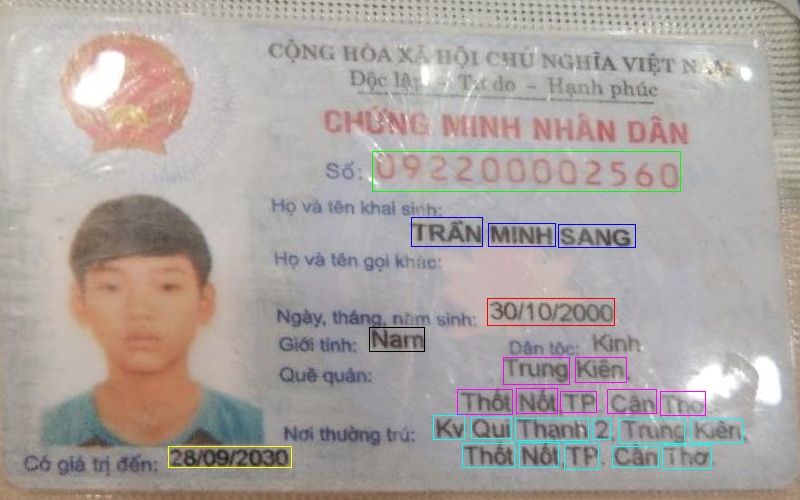 CỘNG HÒA XÃ HỘI CHỦ NGHĨA VIỆT NAM
Độc lập - Tự do - Hạnh phúc
CHỨNG MINH NHÂN DÂN
Số: 092200002560
Họ và tên khai sinh:
TRẦN MINH SANG
Họ và tên gọi khác:
Ngày, tháng, năm sinh: 30/10/2000
Giới tính: Nam Dân tộc: Kinh
Quê quán: Trung Kiên,
Thốt Nốt, TP. Cần Thơ
Nơi thường trú: Kv Qui Thạnh 2, Trung Kiên,
Thốt Nốt, TP. Cần Thơ.
Có giá trị đến: 28/09/2030